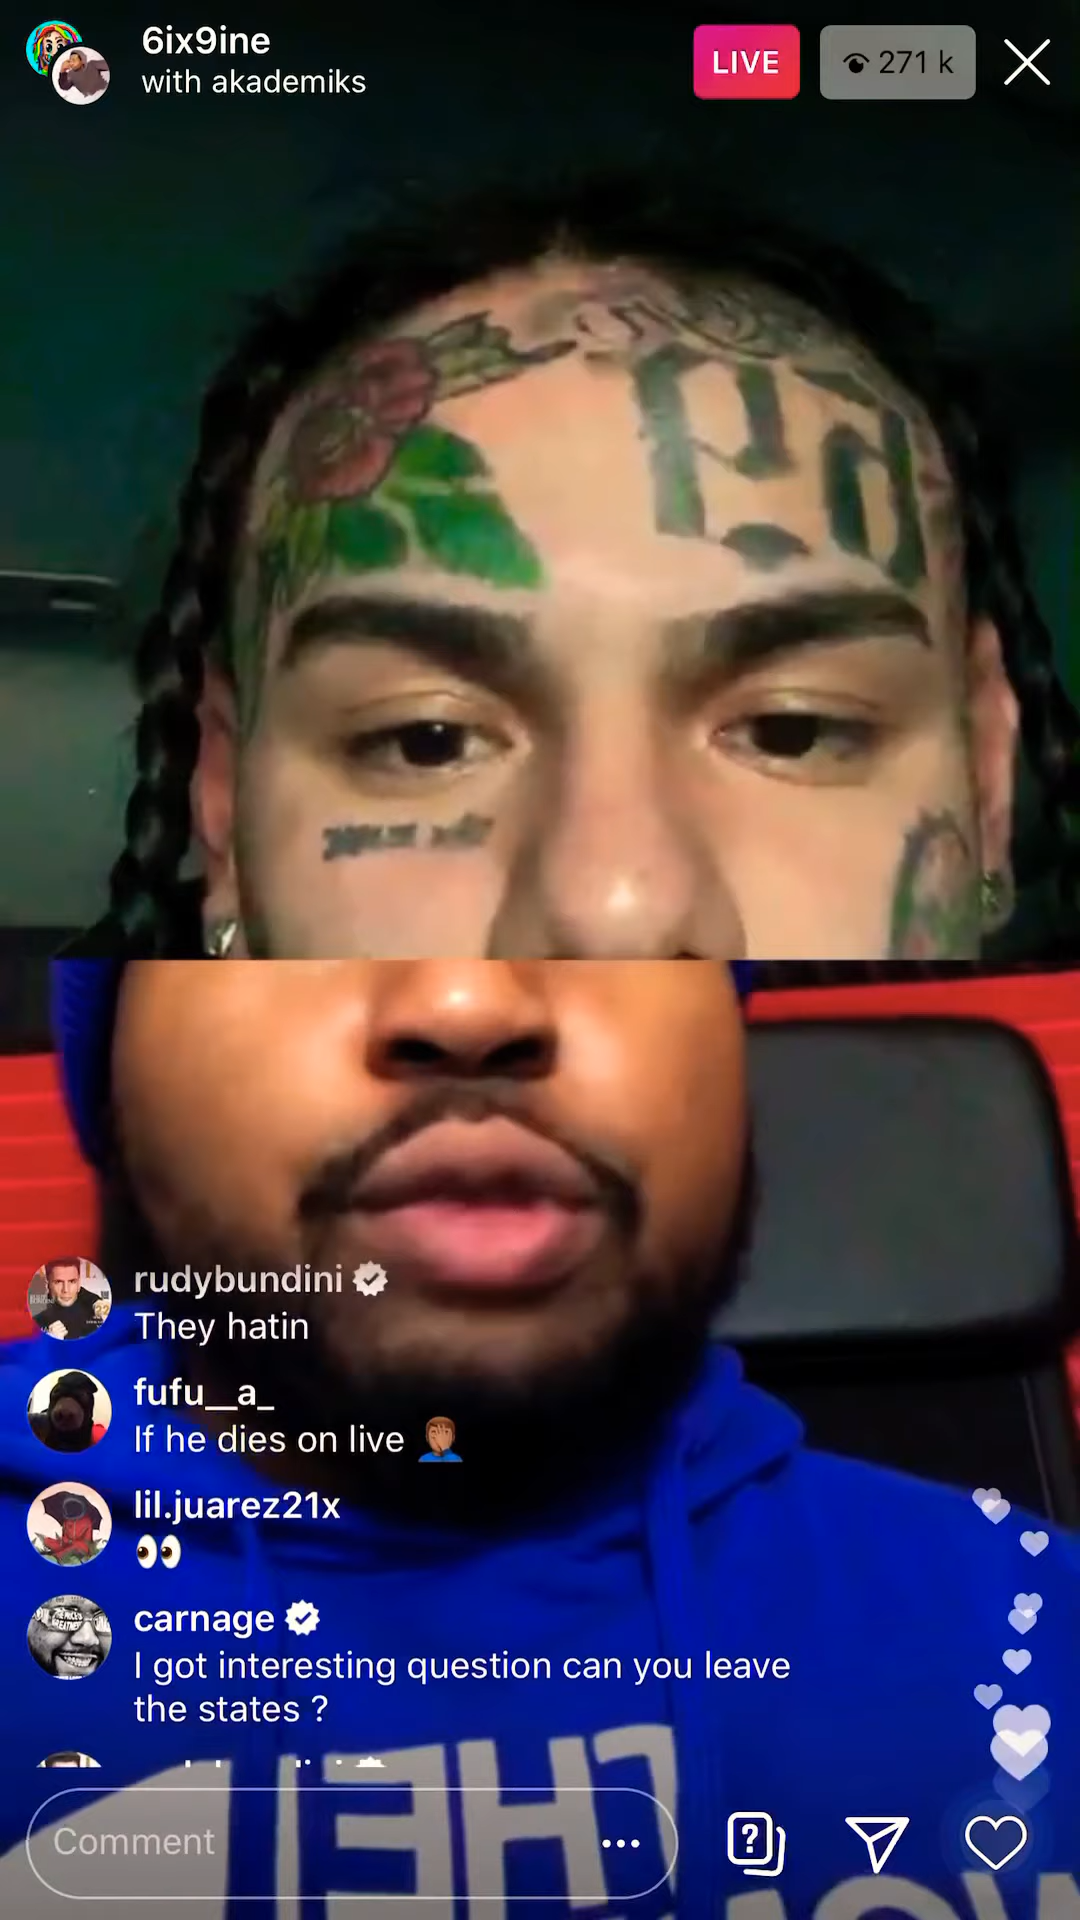 6ix9ine
with akademiks
LIVE
271 k
rudybundini
They hatin
fufu__a_
If he dies on live 🤦🏾‍♂️
lil.juarez21x
👀
carnage
I got interesting question can you leave
the states ?
THE
Comment